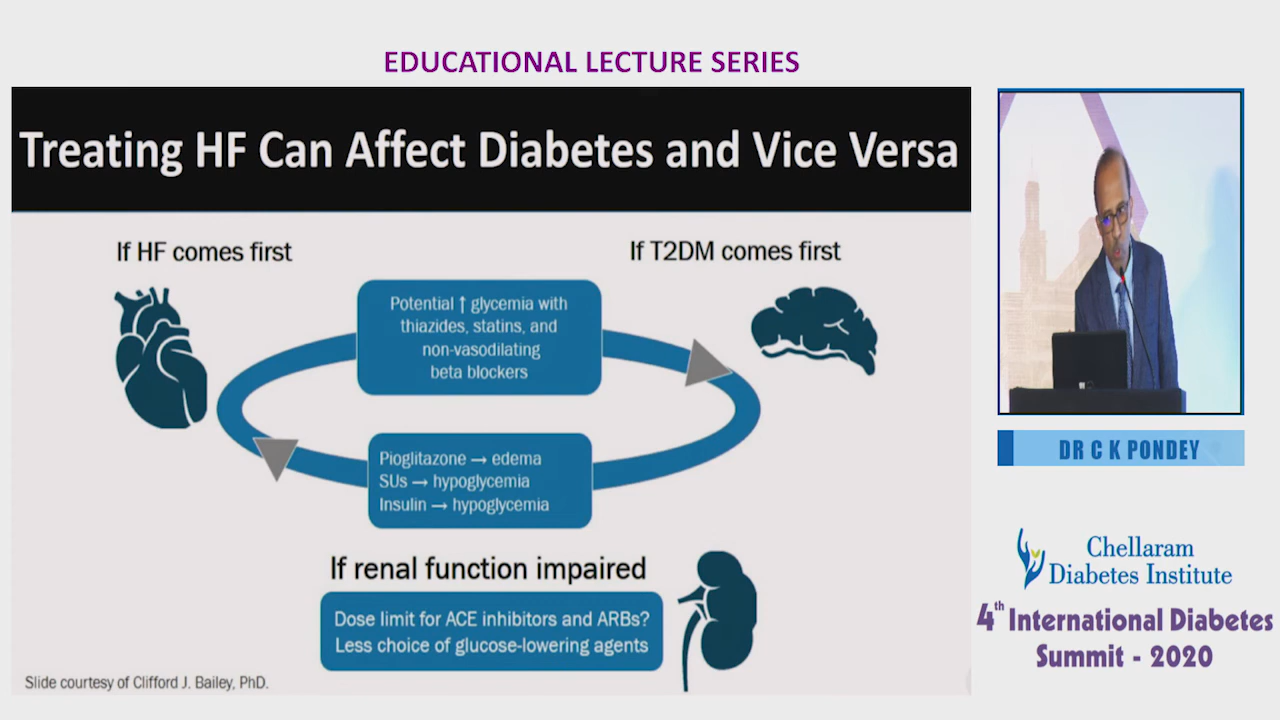 EDUCATIONAL LECTURE SERIES
Treating HF Can Affect Diabetes and Vice Versa
If HF comes first
If T2DM comes first
Potential ↑ glycemia with
thiazides, statins, and
non-vasodilating
beta blockers
Pioglitazone → edema
SUs → hypoglycemia
Insulin → hypoglycemia
If renal function impaired
Dose limit for ACE inhibitors and ARBs?
Less choice of glucose-lowering agents
Slide courtesy of Clifford J. Bailey, PhD.
DR C K PONDEY
Chellaram
Diabetes Institute
4th International Diabetes
Summit - 2020